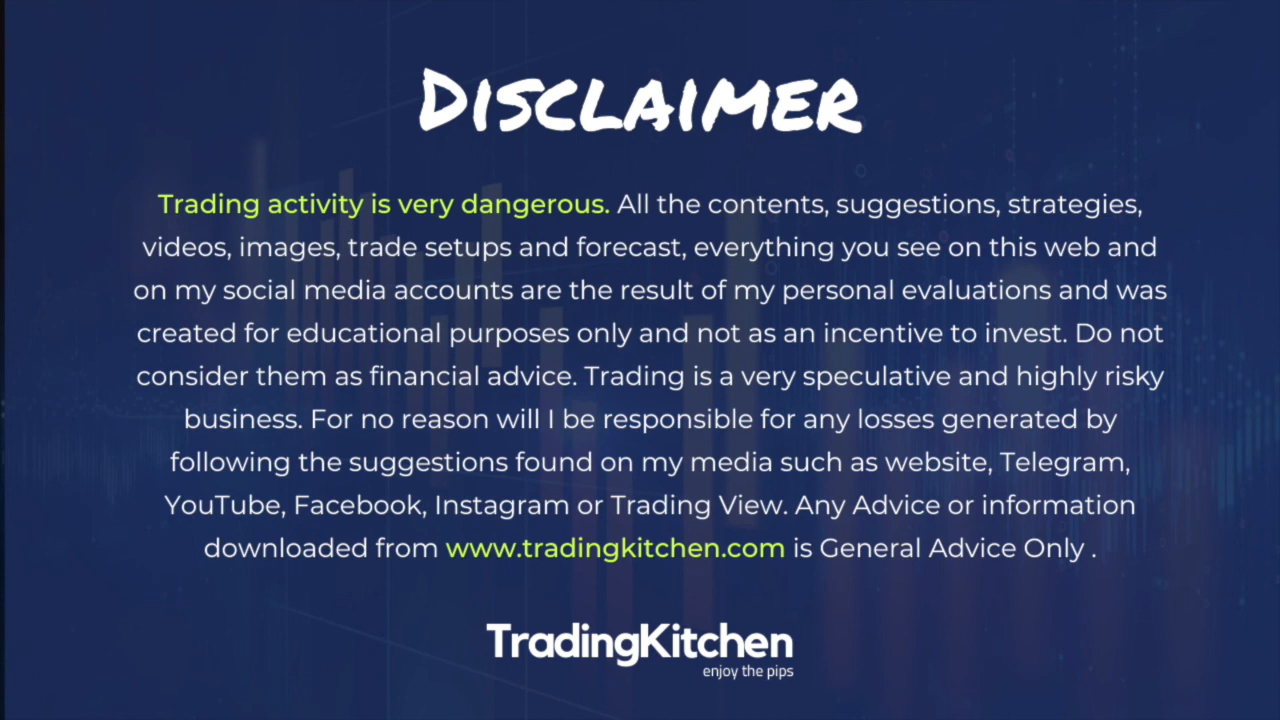 DISCLAIMER
Trading activity is very dangerous. All the contents, suggestions, strategies,
videos, images, trade setups and forecast, everything you see on this web and
on my social media accounts are the result of my personal evaluations and was
created for educational purposes only and not as an incentive to invest. Do not
consider them as financial advice. Trading is a very speculative and highly risky
business. For no reason will I be responsible for any losses generated by
following the suggestions found on my media such as website, Telegram,
YouTube, Facebook, Instagram or Trading View. Any Advice or information
downloaded from www.tradingkitchen.com is General Advice Only .
TradingKitchen
enjoy the pips